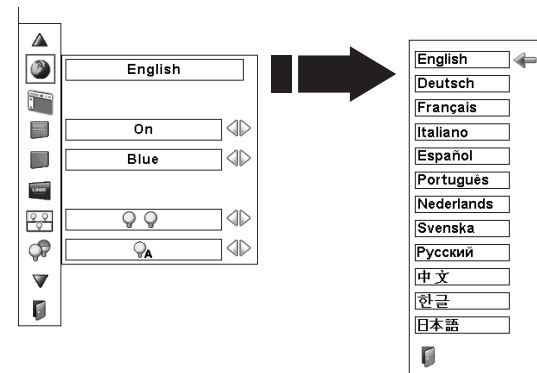 English
On
Blue
LOGO
A
English
Deutsch
Français
Italiano
Español
Português
Nederlands
Svenska
Русский
中文
한글
日本語